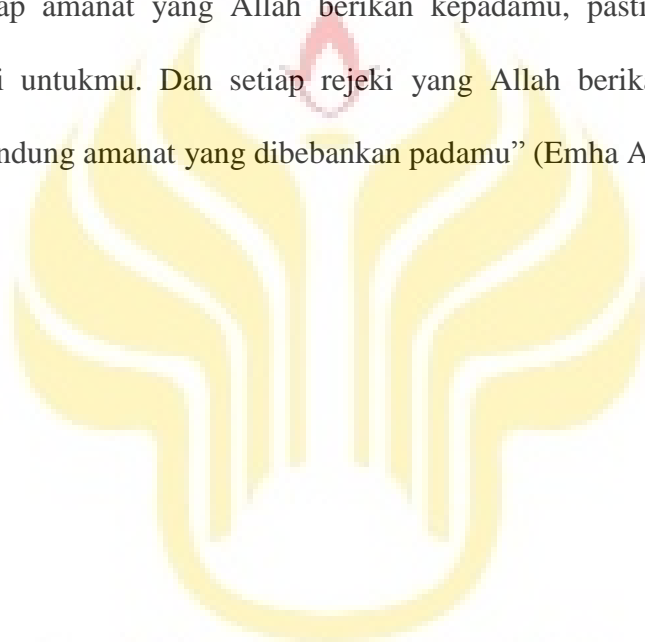 ap amanat yang Allah berikan kepadamu, pasti
i untukmu. Dan setiap rejeki yang Allah berika
ndung amanat yang dibebankan padamu” (Emha A